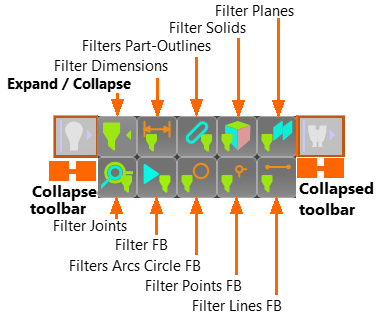 Filter Planes
Filter Solids
Filters Part-Outlines
Filter Dimensions
Expand / Collapse
Collapse
toolbar
Collapsed
toolbar
Filter Joints
Filter FB
Filters Arcs Circle FB
Filter Points FB
Filter Lines FB